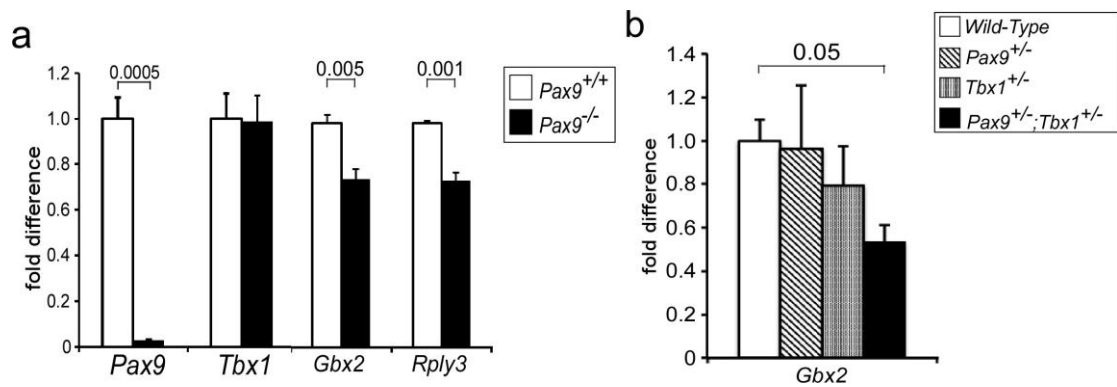 a
0.0005
0.005
0.001
1.2
1.0
0.8
0.6
0.4
0.2
0
fold difference
Pax9
Tbx1
Gbx2
Rply3
Pax9+/+
Pax9-/-
b
0.05
1.4
1.2
1.0
0.8
0.6
0.4
0.2
0
fold difference
Gbx2
Wild-Type
Pax9+/-
Tbx1+/-
Pax9+/-;Tbx1+/-